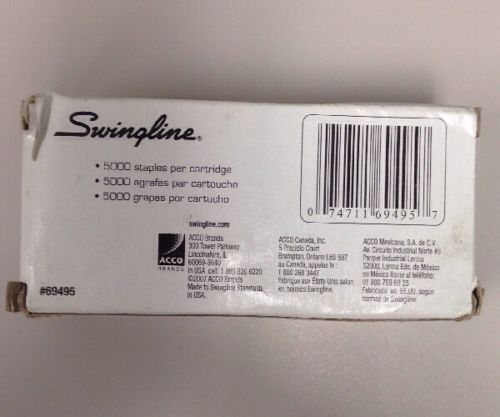 Swingline®
• 5000 staples per cartridge
• 5000 agrafes par cartouche
• 5000 grapas por cartucho
0 74711 69495 7
swingline.com
ACCO
BRANDS
ACCO Brands
300 Tower Parkway
Lincolnshire, IL
60069-3640
in USA call: 1 800 820 6220
©2007 ACCO Brands
Made to Swingline Standards
in USA.
ACCO Canada, Inc.
5 Precidio Court
Brampton, Ontario L6S 6B7
au Canada, appelez le :
1 800 268 3447
Fabriqué aux États-Unis selon
les normes Swingline.
ACCO Mexicana, S.A. de C.V.
Av. Circuito Industrial Norte #6
Parque Industrial Lerma
52000, Lerma Edo. de México
de México llame al teléfono
01 800 759 6825
Fabricada en EE.UU. según
normas de Swingline.
#69495